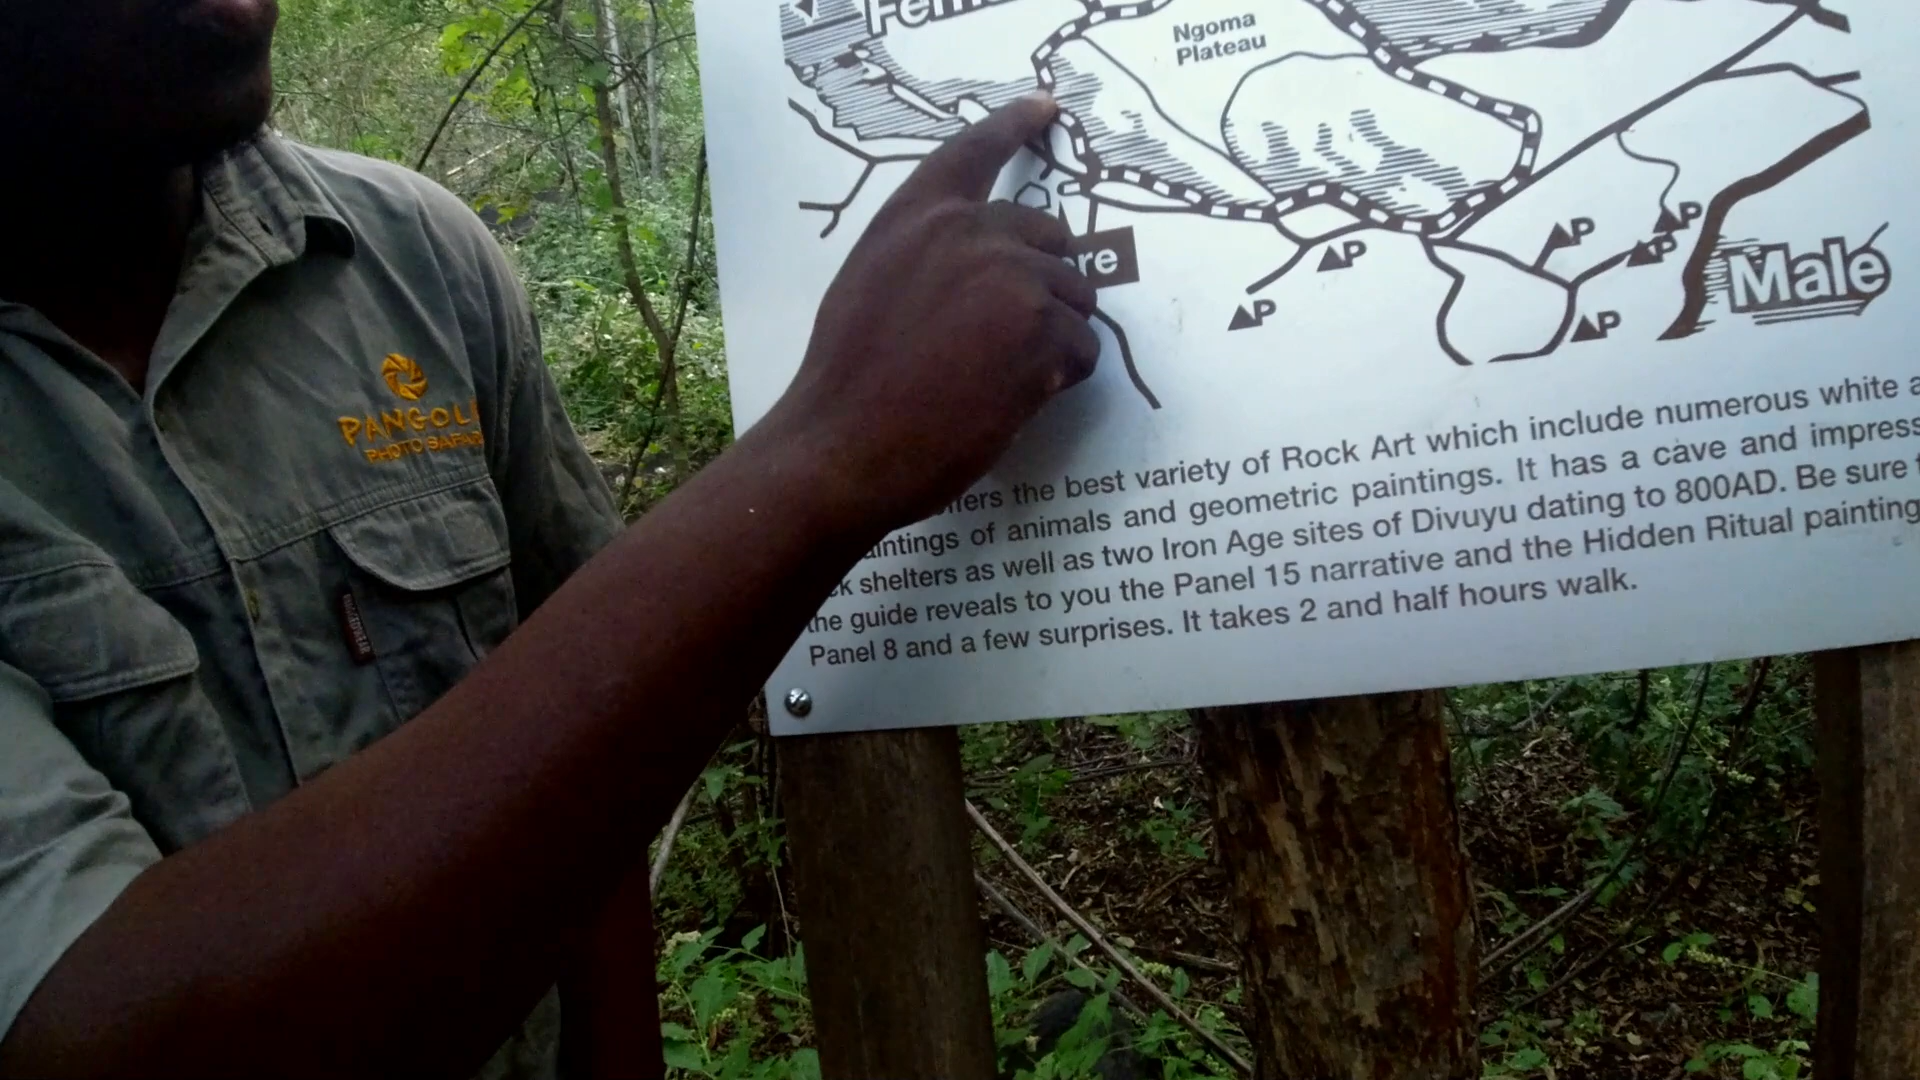 Ngoma
Plateau
P
P
P
P
P
P
Male
PANGOL
PHOTO SAFARI
the best variety of Rock Art which include numerous white
of animals and geometric paintings. It has a cave and impress
shelters as well as two Iron Age sites of Divuyu dating to 800AD. Be sure
the guide reveals to you the Panel 15 narrative and the Hidden Ritual painting
Panel 8 and a few surprises. It takes 2 and half hours walk.